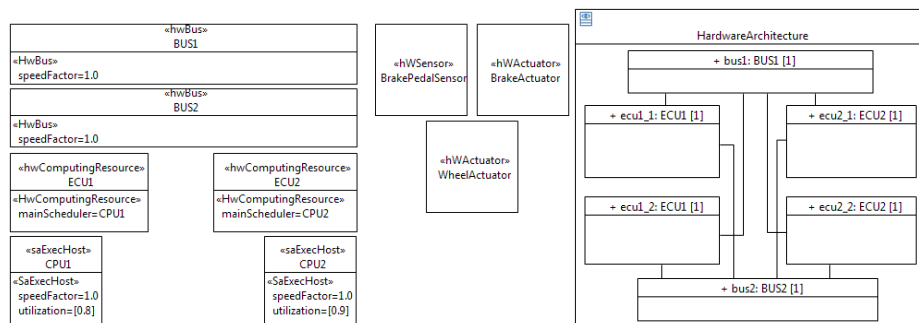 «hwBus»
BUS1
«HwBus»
speedFactor=1.0
«hwBus»
BUS2
«HwBus»
speedFactor=1.0
«hwComputingResource»
ECU1
«HwComputingResource»
mainScheduler=CPU1
«hwComputingResource»
ECU2
«HwComputingResource»
mainScheduler=CPU2
«saExecHost»
CPU1
«SaExecHost»
speedFactor=1.0
utilization=[0.8]
«saExecHost»
CPU2
«SaExecHost»
speedFactor=1.0
utilization=[0.9]
«hWSensor»
BrakePedalSensor
«hWActuator»
BrakeActuator
«hWActuator»
WheelActuator
HardwareArchitecture
+ bus1: BUS1 [1]
+ ecu1_1: ECU1 [1]
+ ecu2_1: ECU2 [1]
+ ecu1_2: ECU1 [1]
+ ecu2_2: ECU2 [1]
+ bus2: BUS2 [1]